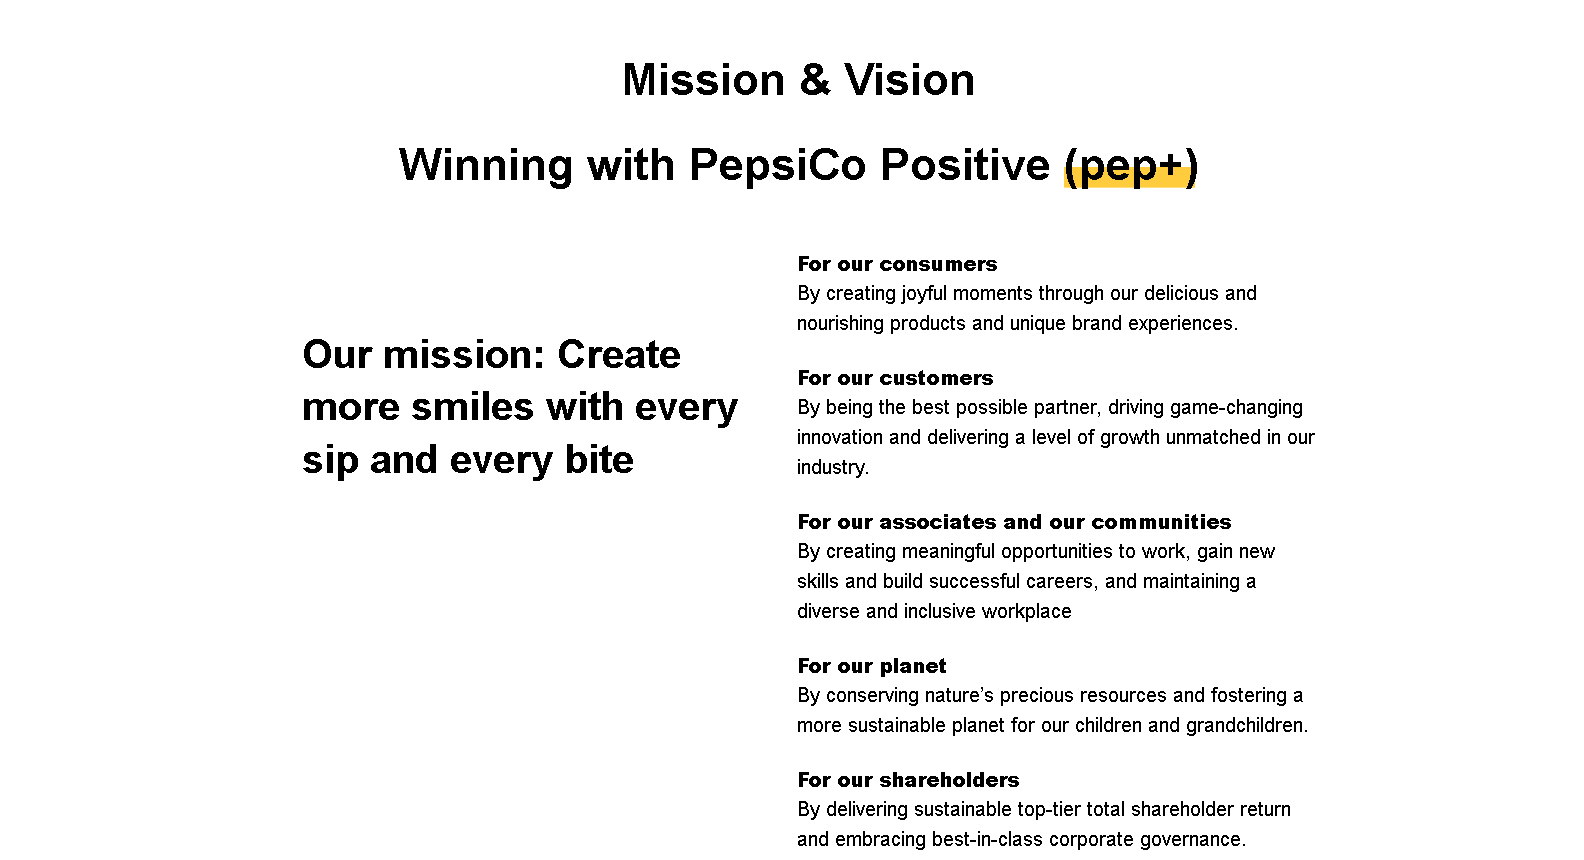 Mission & Vision
Winning with PepsiCo Positive (pep+)
Our mission: Create
more smiles with every
sip and every bite
For our consumers
By creating joyful moments through our delicious and
nourishing products and unique brand experiences.
For our customers
By being the best possible partner, driving game-changing
innovation and delivering a level of growth unmatched in our
industry.
For our associates and our communities
By creating meaningful opportunities to work, gain new
skills and build successful careers, and maintaining a
diverse and inclusive workplace
For our planet
By conserving nature’s precious resources and fostering a
more sustainable planet for our children and grandchildren.
For our shareholders
By delivering sustainable top-tier total shareholder return
and embracing best-in-class corporate governance.